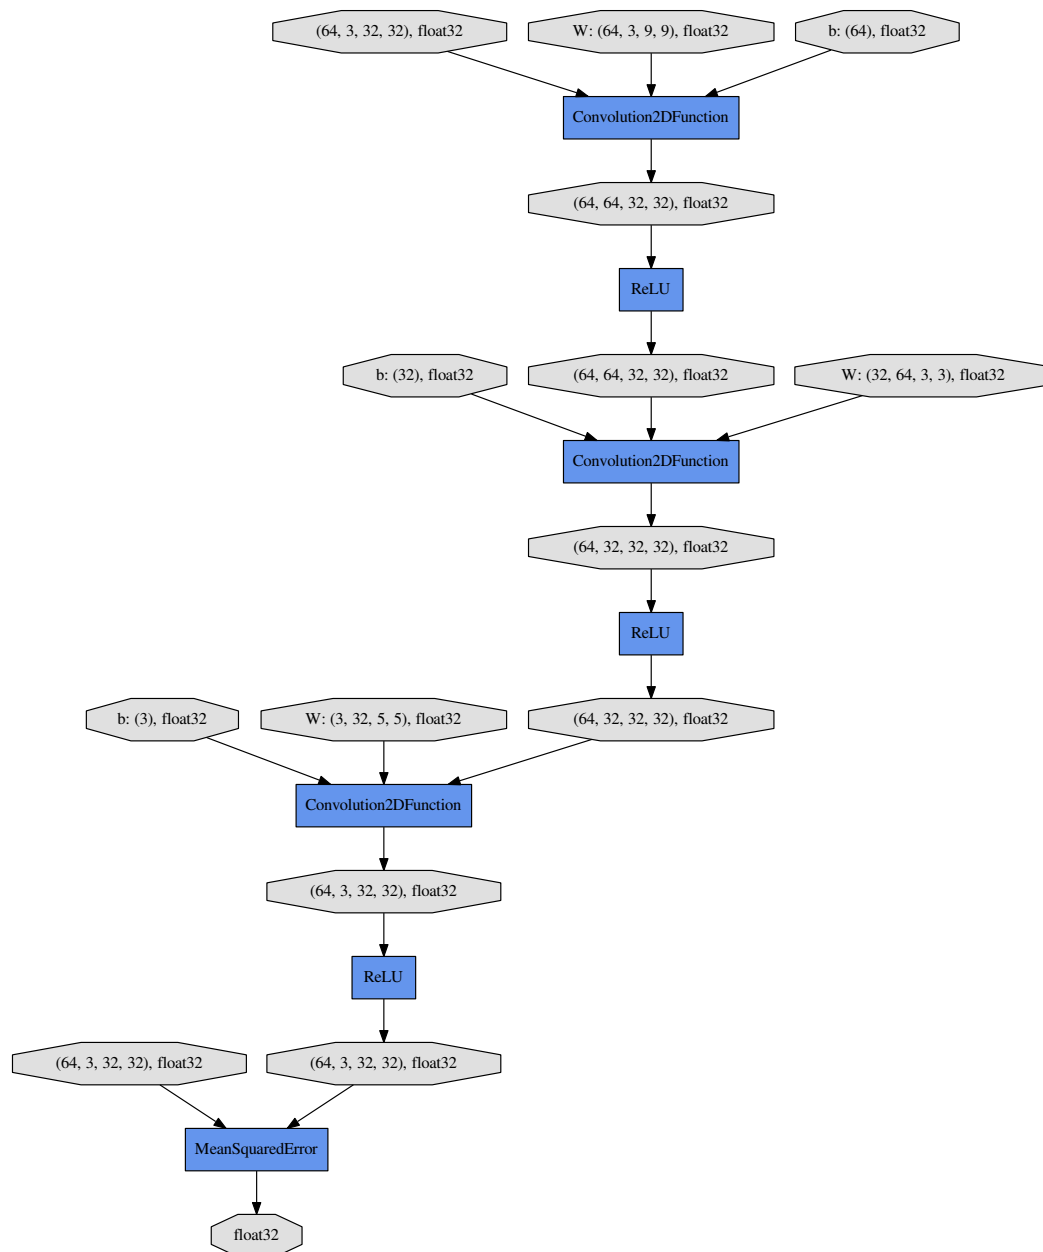 (64, 3, 32, 32), float32
W: (64, 3, 9, 9), float32
b: (64), float32
Convolution2DFunction
(64, 64, 32, 32), float32
ReLU
b: (32), float32
(64, 64, 32, 32), float32
W: (32, 64, 3, 3), float32
Convolution2DFunction
(64, 32, 32, 32), float32
ReLU
b: (3), float32
W: (3, 32, 5, 5), float32
(64, 32, 32, 32), float32
Convolution2DFunction
(64, 3, 32, 32), float32
ReLU
(64, 3, 32, 32), float32
(64, 3, 32, 32), float32
MeanSquaredError
float32